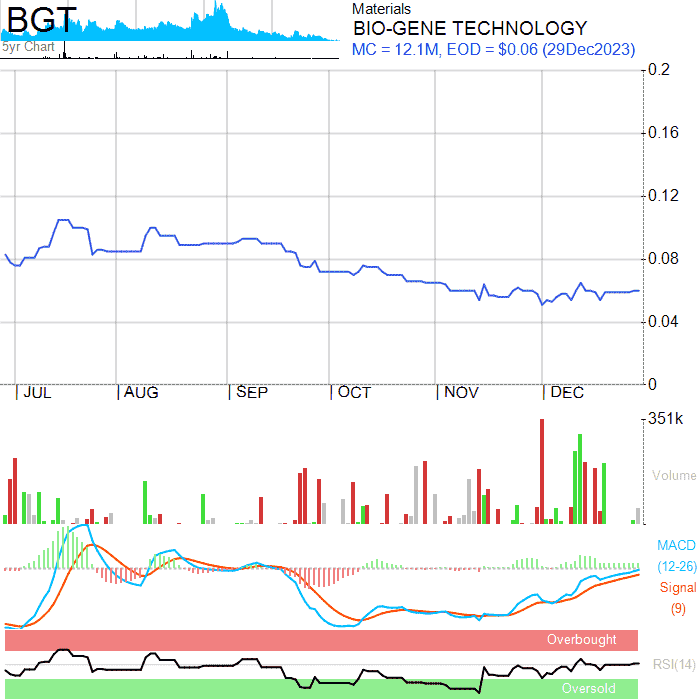 BGT
5yr Chart
Materials
BIO-GENE TECHNOLOGY
MC = 12.1M, EOD = $0.06 (29Dec2023)
0.2
0.16
0.12
0.08
0.04
0
JUL AUG SEP OCT NOV DEC
351k
Volume
MACD
(12-26)
Signal
(9)
Overbought
RSI(14)
Oversold